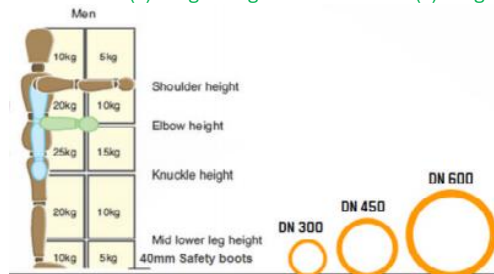 Men
10kg 5kg
Shoulder height
20kg 10kg
Elbow height
25kg 15kg
Knuckle height
20kg 10kg
Mid lower leg height
10kg 5kg
40mm Safety boots
DN 300
DN 450
DN 600